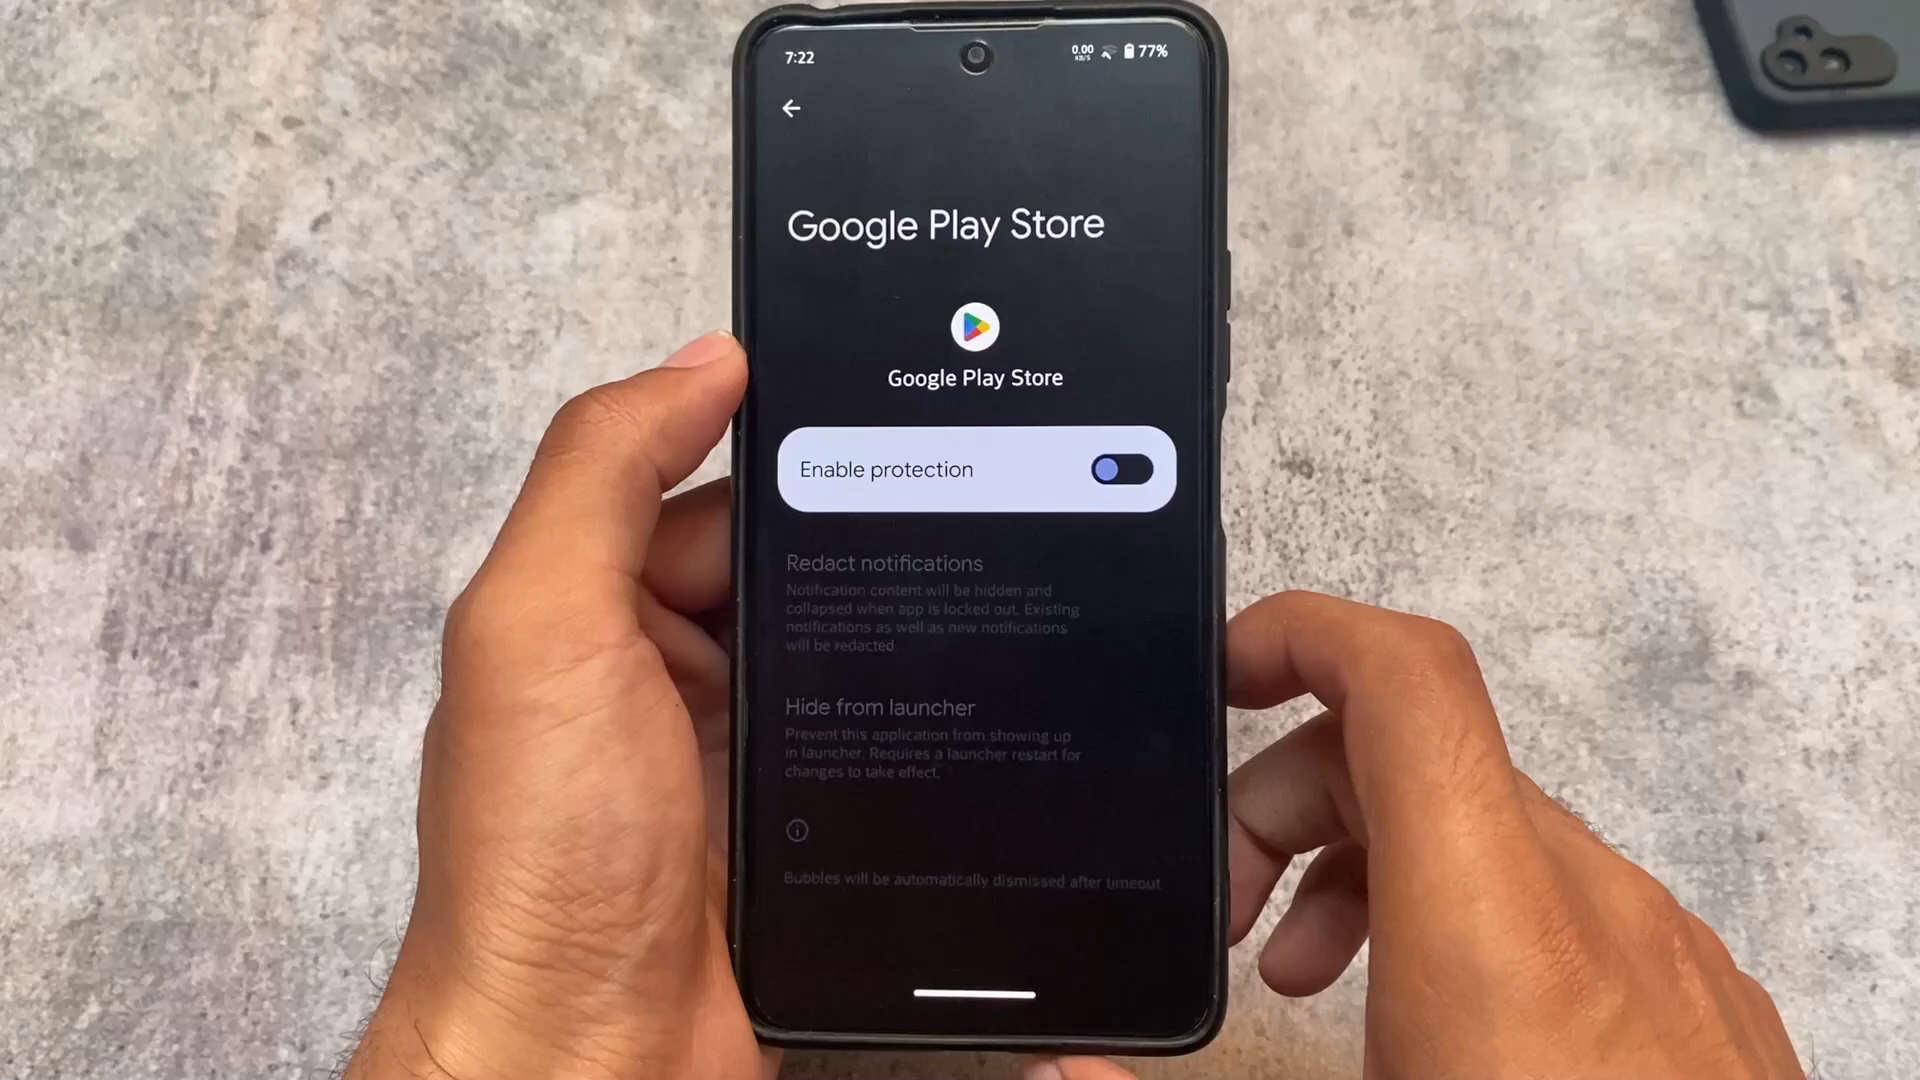 7:22
0.00
KB/S
77%
Google Play Store
Google Play Store
Enable protection
Redact notifications
Notification content will be hidden and
collapsed when app is locked out. Existing
notifications as well as new notifications
will be redacted.
Hide from launcher
Prevent this application from showing up
in launcher. Requires a launcher restart for
changes to take effect.
Bubbles will be automatically dismissed after timeout